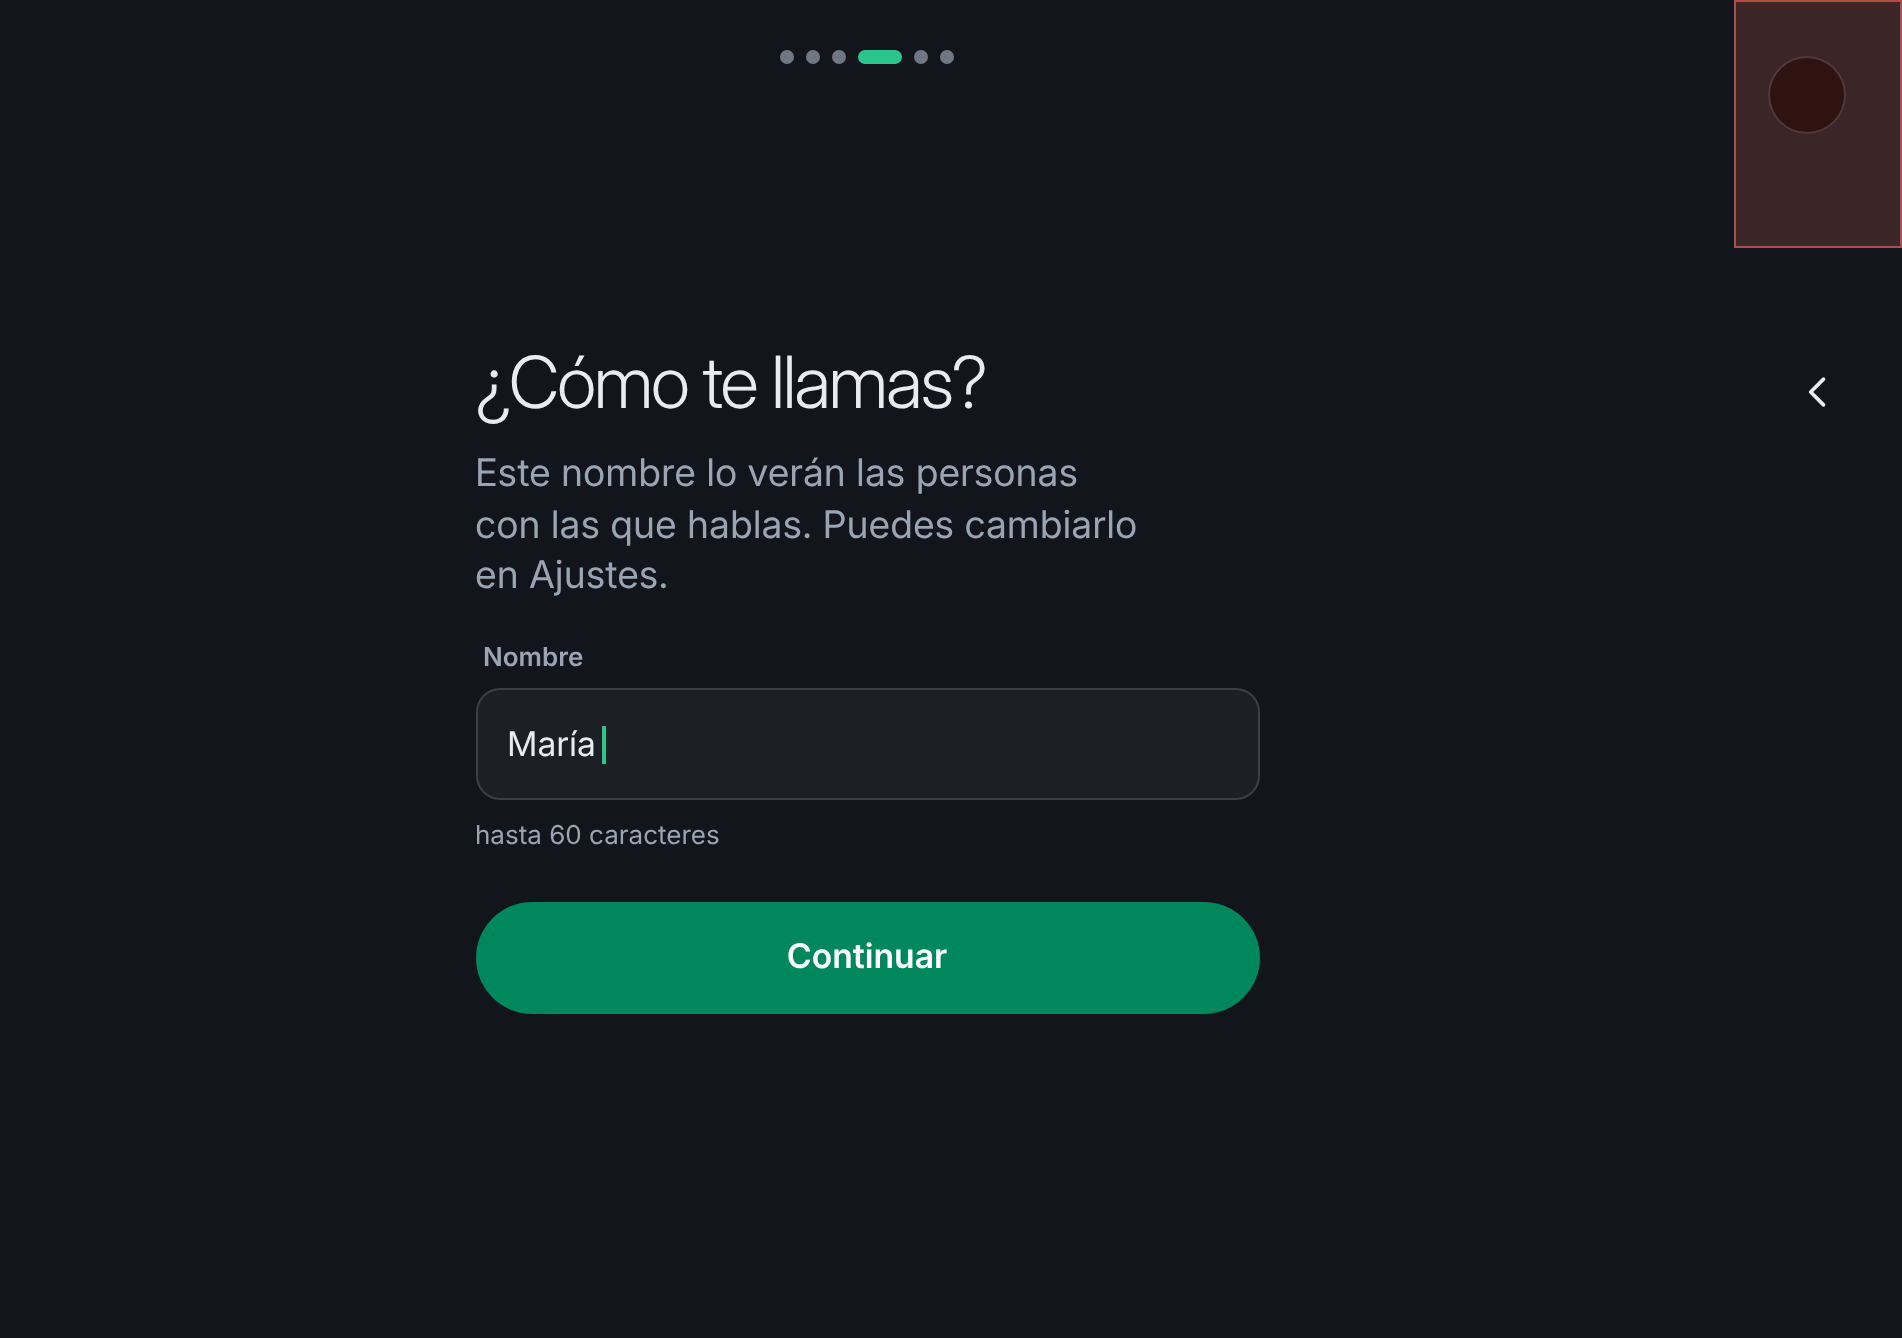 ¿Cómo te llamas?
Este nombre lo verán las personas
con las que hablas. Puedes cambiarlo
en Ajustes.
Nombre
María
hasta 60 caracteres
Continuar